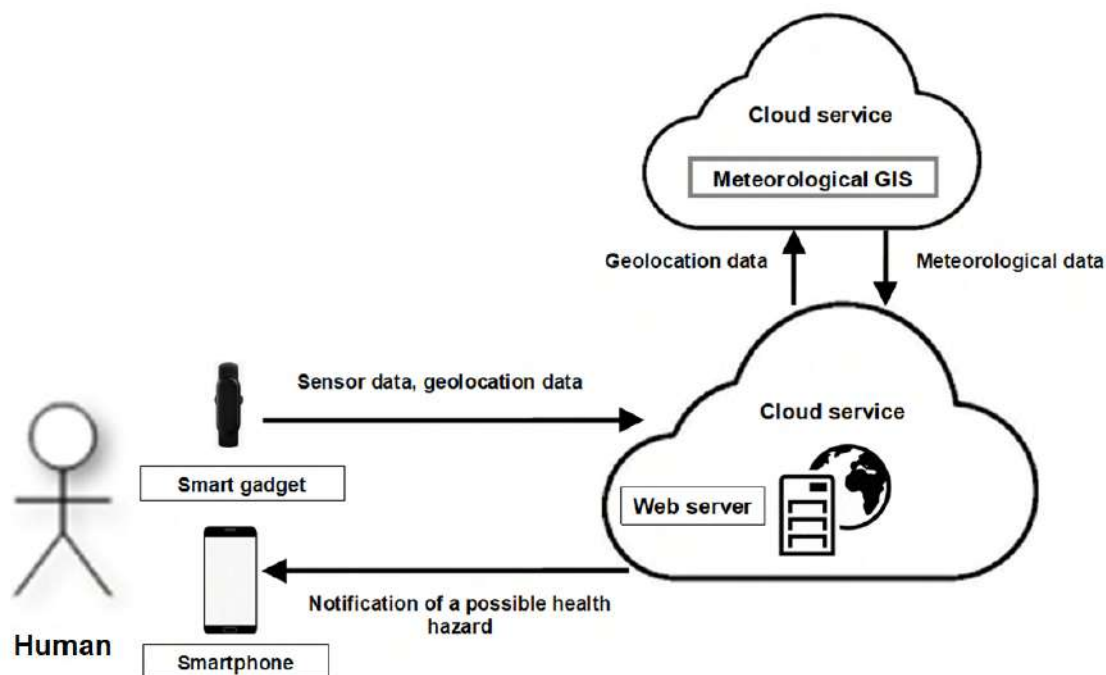 Cloud service
Meteorological GIS
Geolocation data
Meteorological data
Sensor data, geolocation data
Cloud service
Smart gadget
Web server
Notification of a possible health
hazard
Human
Smartphone